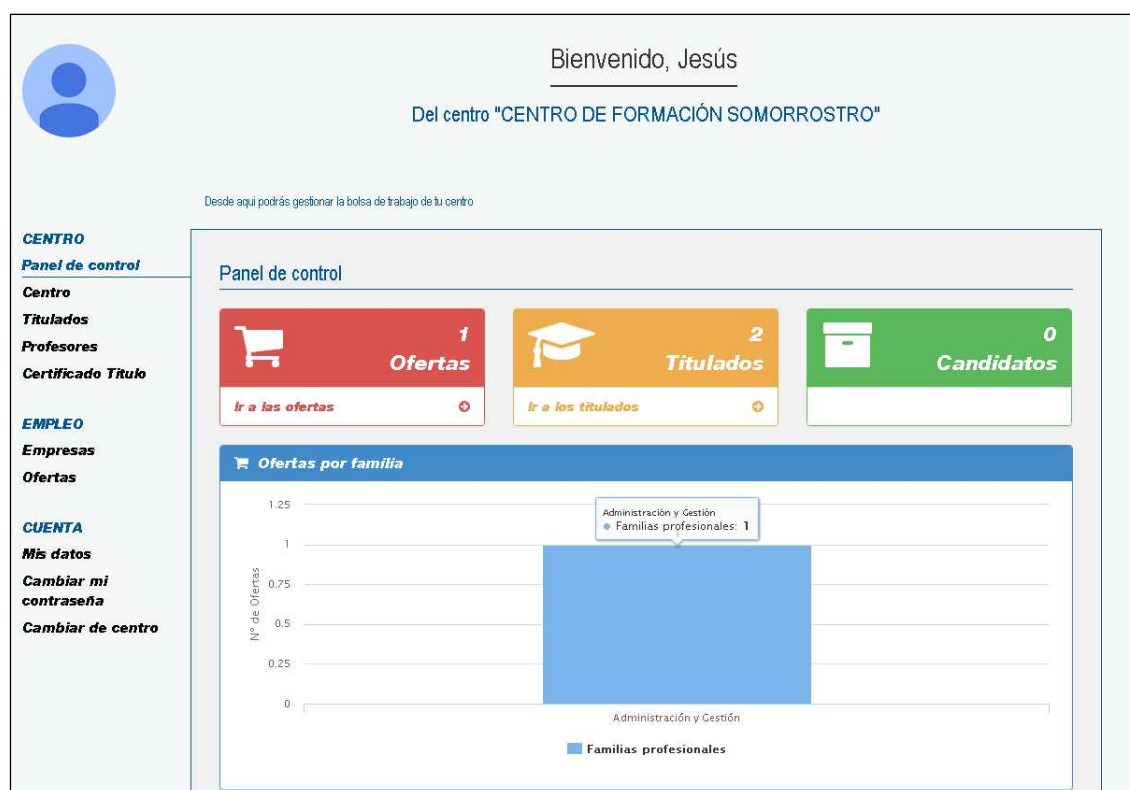 Bienvenido, Jesús
Del centro "CENTRO DE FORMACIÓN SOMORROSTRO"
Desde aqui podrás gestionar la bolsa de trabajo de tu centro
CENTRO
Panel de control
Centro
Titulados
Profesores
Certificado Titulo
EMPLEO
Empresas
Ofertas
CUENTA
Mis datos
Cambiar mi
contraseña
Cambiar de centro
Panel de control
1
Ofertas
Ir a las ofertas
2
Titulados
Ir a los titulados
0
Candidatos
Ofertas por família
1.25
1
0.75
0.5
0.25
0
Nº de Ofertas
Administración y Gestión
Familias profesionales: 1
Administración y Gestión
Familias profesionales